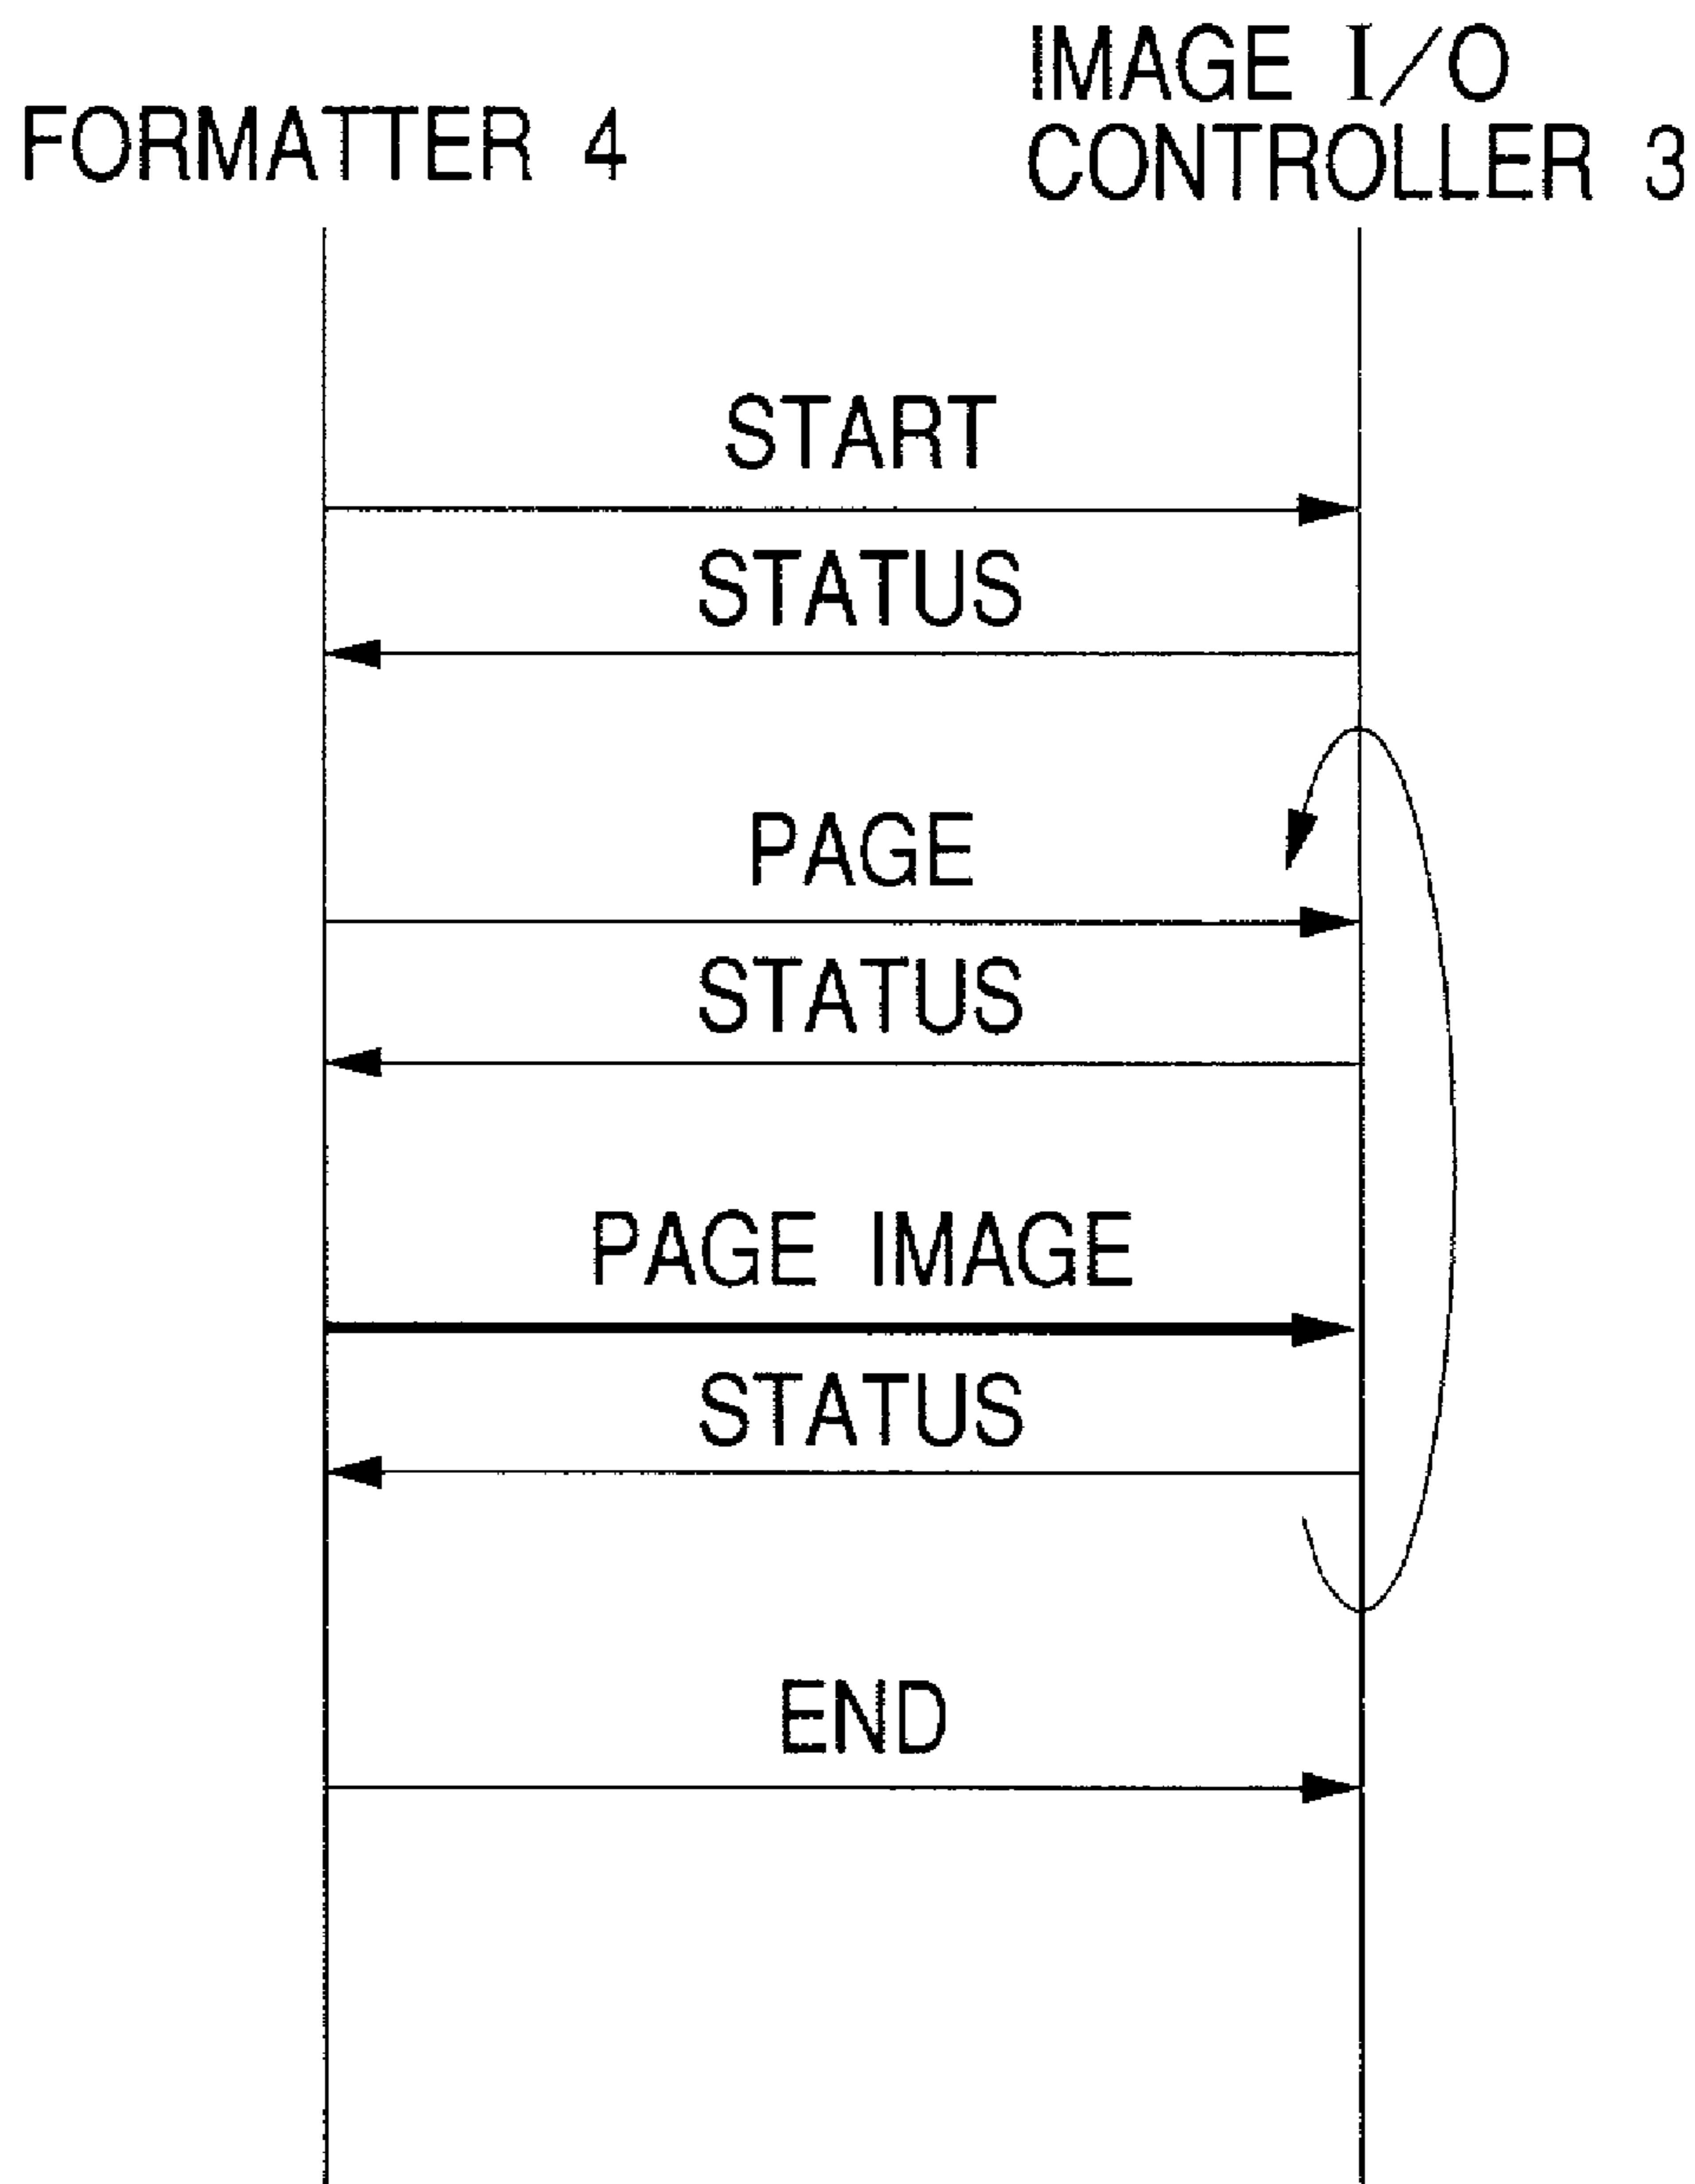 FORMATTER 4
IMAGE I/O
CONTROLLER 3
START
STATUS
PAGE
STATUS
PAGE IMAGE
STATUS
END